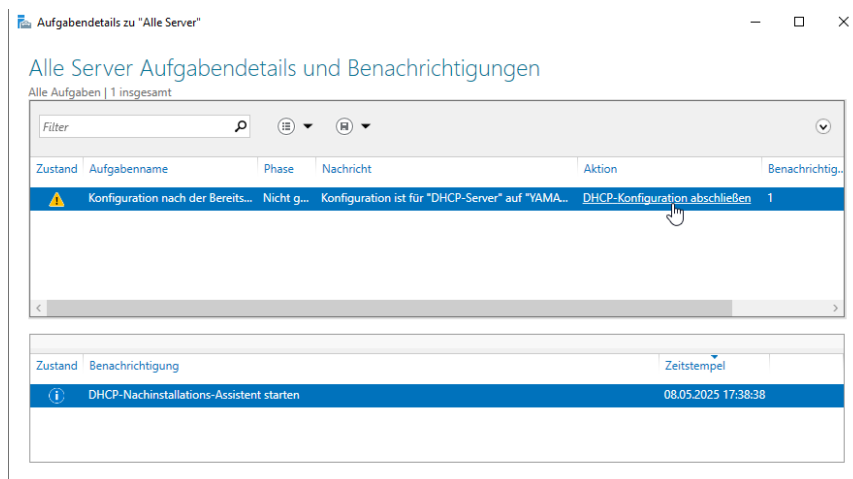 Aufgabendetails zu "Alle Server"
Alle Server Aufgabendetails und Benachrichtigungen
Alle Aufgaben | 1 insgesamt
Filter
Zustand Aufgabenname Phase Nachricht Aktion Benachrichtig..
Konfiguration nach der Bereits... Nicht g... Konfiguration ist für "DHCP-Server" auf "YAMA... DHCP-Konfiguration abschließen 1
Zustand Benachrichtigung Zeitstempel
DHCP-Nachinstallations-Assistent starten 08.05.2025 17:38:38